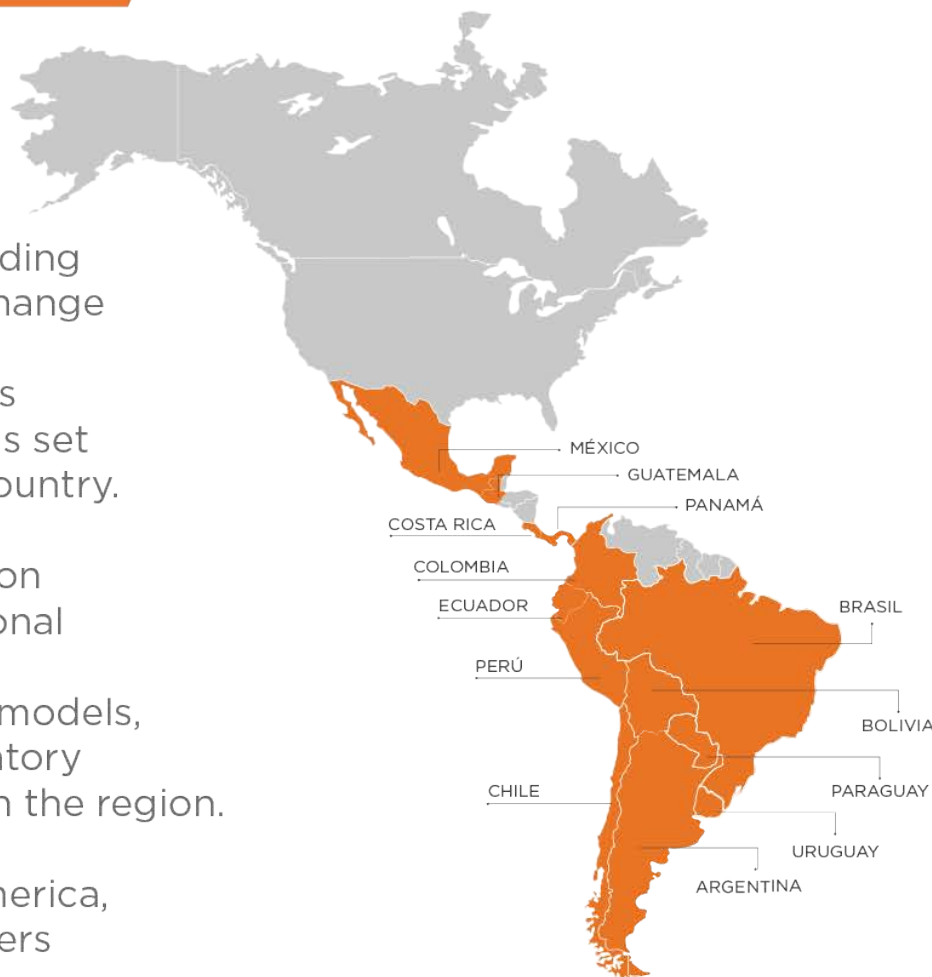 ding
hange
s
s set
ountry.
on
onal
models,
atory
n the region.
nerica,
ers
MÉXICO
GUATEMALA
PANAMÁ
COSTA RICA
COLOMBIA
ECUADOR
BRASIL
PERÚ
BOLIVIA
CHILE
PARAGUAY
URUGUAY
ARGENTINA